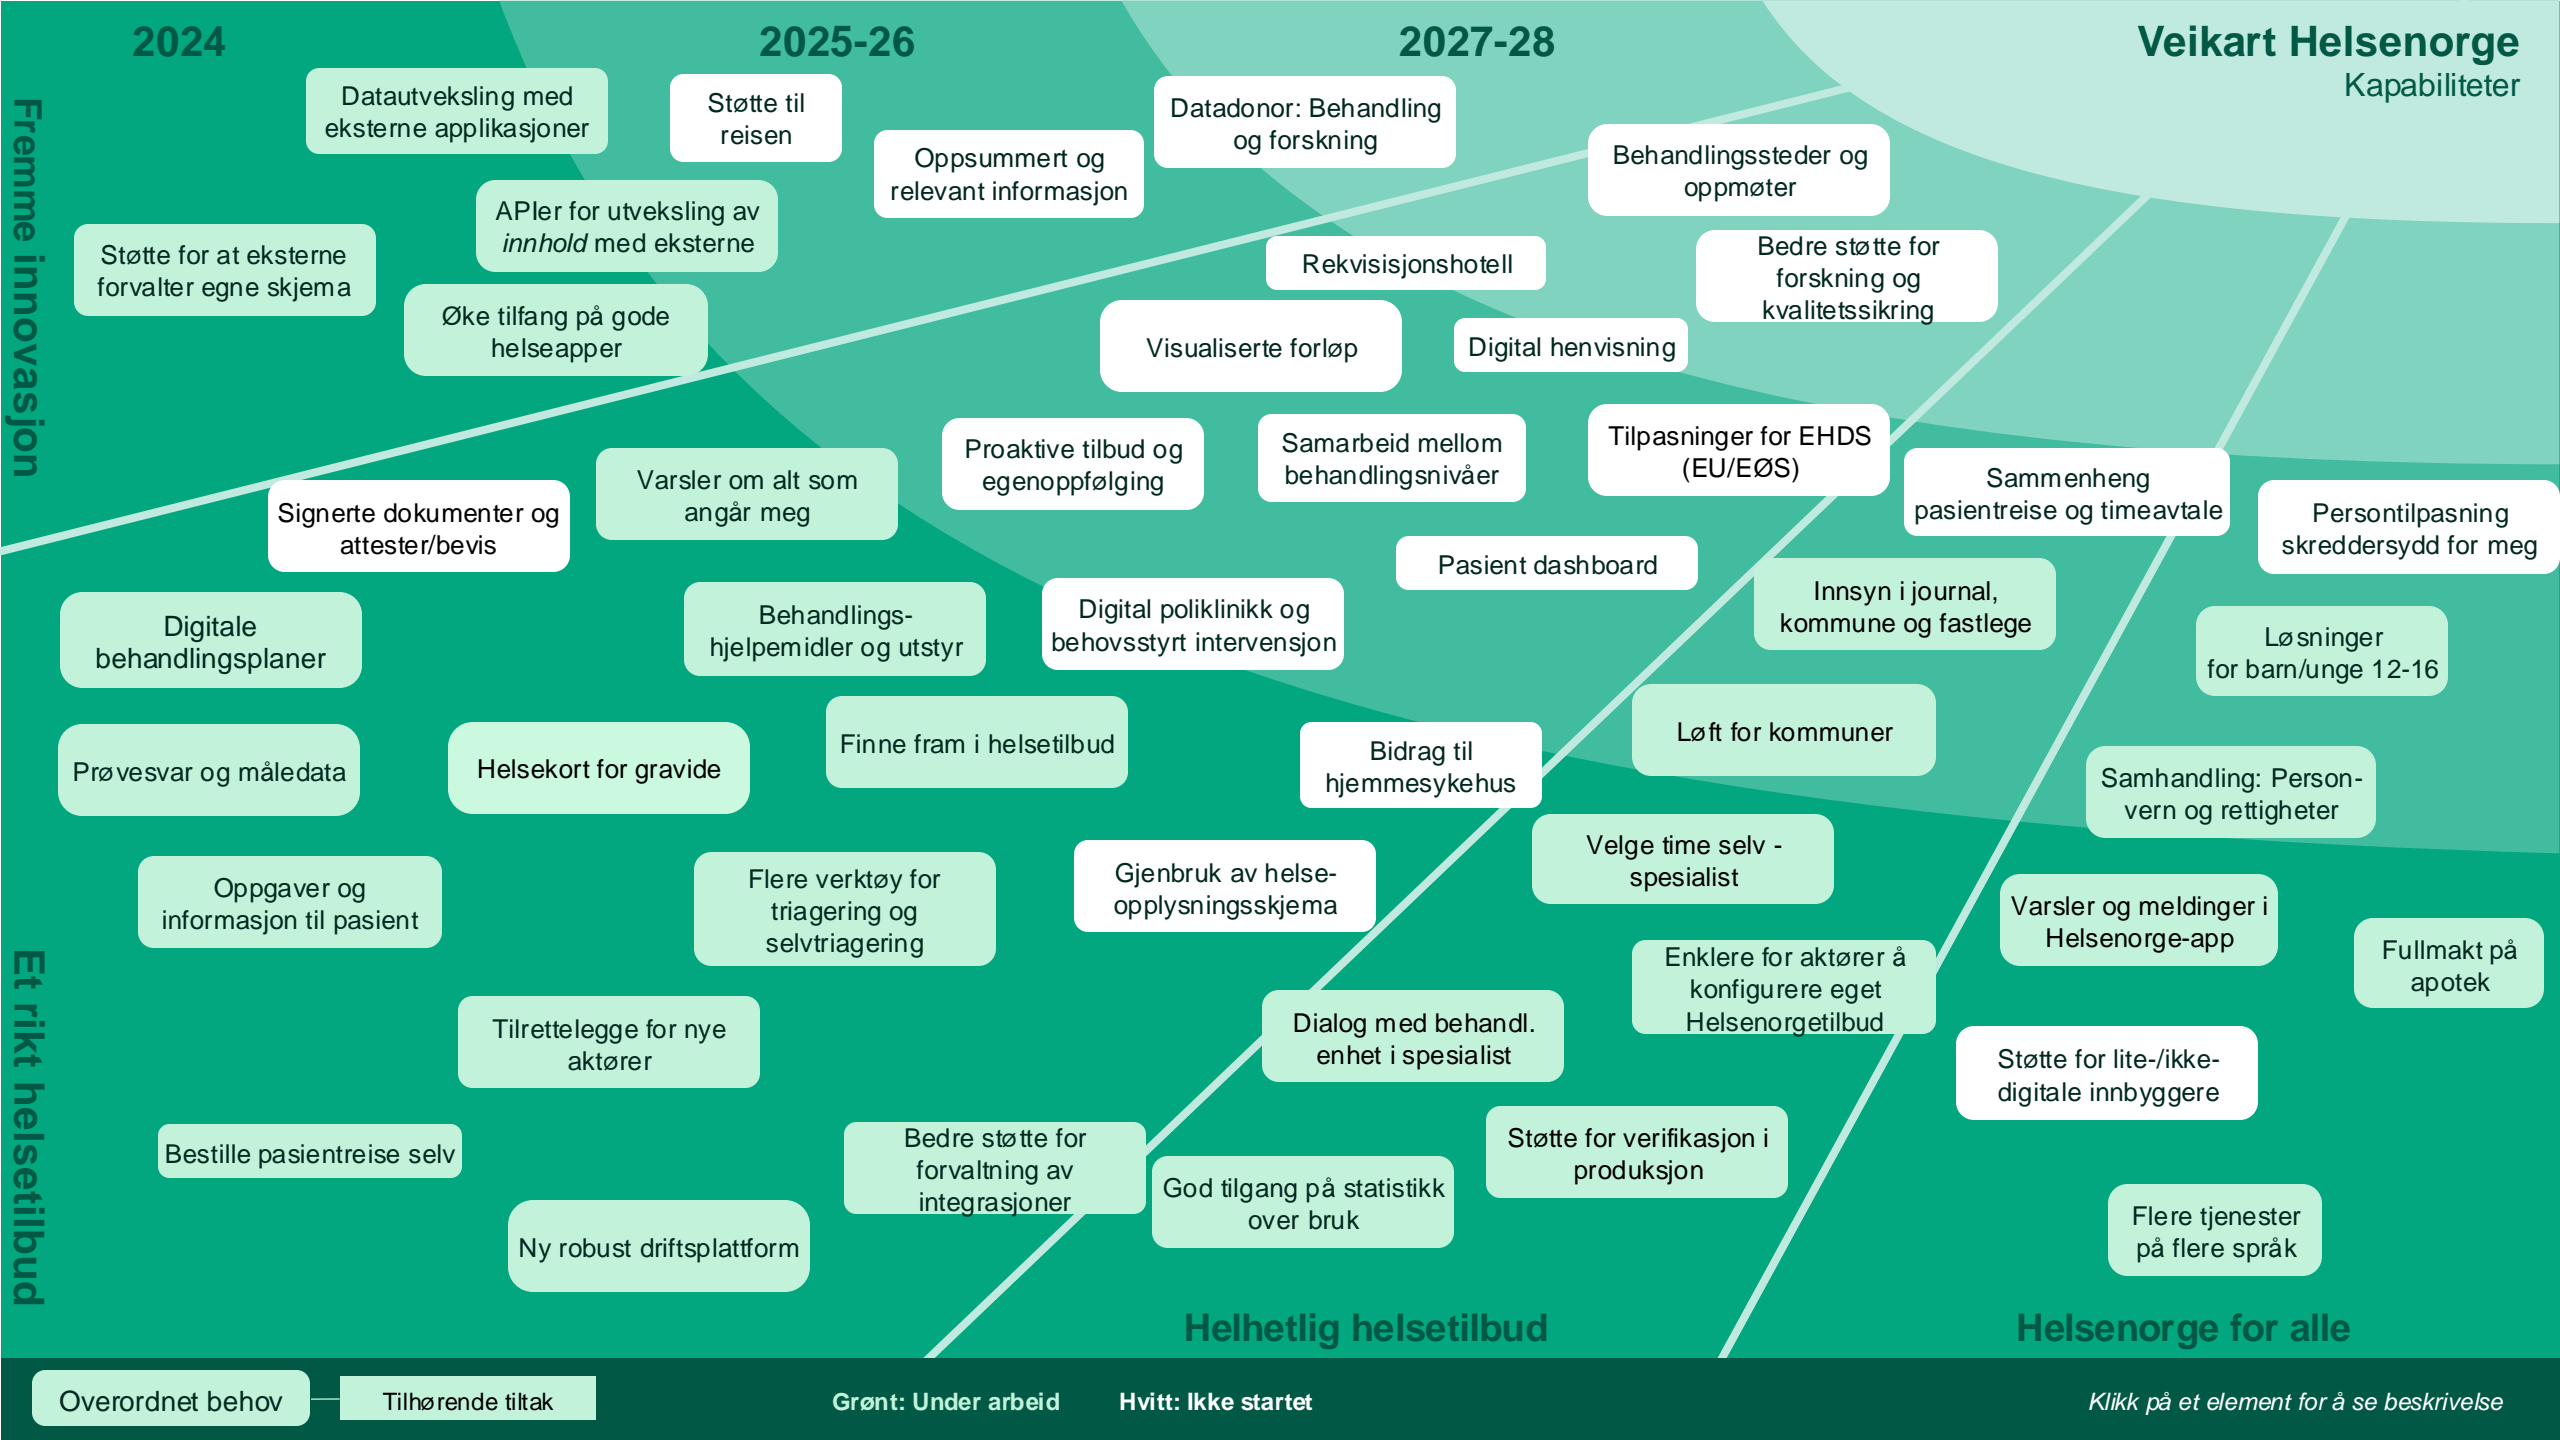 2024
2025-26
2027-28
Veikart Helsenorge
Kapabiliteter
Fremme innovasjon
Datautveksling med
eksterne applikasjoner
Støtte til
reisen
Oppsummert og
relevant informasjon
Datadonor: Behandling
og forskning
Behandlingssteder og
oppmøter
APIer for utveksling av
innhold med eksterne
Støtte for at eksterne
forvalter egne skjema
Øke tilfang på gode
helseapper
Rekvisisjonshotell
Bedre støtte for
forskning og
kvalitetssikring
Visualiserte forløp
Digital henvisning
Proaktive tilbud og
egenoppfølging
Samarbeid mellom
behandlingsnivåer
Tilpasninger for EHDS
(EU/EØS)
Sammenheng
pasientreise og timeavtale
Persontilpasning
skreddersydd for meg
Signerte dokumenter og
attester/bevis
Varsler om alt som
angår meg
Pasient dashboard
Digitale
behandlingsplaner
Behandlings-
hjelpemidler og utstyr
Digital poliklinikk og
behovsstyrt intervensjon
Innsyn i journal,
kommune og fastlege
Løsninger
for barn/unge 12-16
Prøvesvar og måledata
Helsekort for gravide
Finne fram i helsetilbud
Bidrag til
hjemmesykehus
Løft for kommuner
Samhandling: Person-
vern og rettigheter
Oppgaver og
informasjon til pasient
Flere verktøy for
triagering og
selvtriagering
Gjenbruk av helse-
opplysningsskjema
Velge time selv -
spesialist
Varsler og meldinger i
Helsenorge-app
Fullmakt på
apotek
Et rikt helsetilbud
Tilrettelegge for nye
aktører
Dialog med behandl.
enhet i spesialist
Enklere for aktører å
konfigurere eget
Helsenorgetilbud
Støtte for lite-/ikke-
digitale innbyggere
Bestille pasientreise selv
Bedre støtte for
forvaltning av
integrasjoner
God tilgang på statistikk
over bruk
Støtte for verifikasjon i
produksjon
Flere tjenester
på flere språk
Ny robust driftsplattform
Helhetlig helsetilbud
Helsenorge for alle
Overordnet behov
Tilhørende tiltak
Grønt: Under arbeid
Hvitt: Ikke startet
Klikk på et element for å se beskrivelse